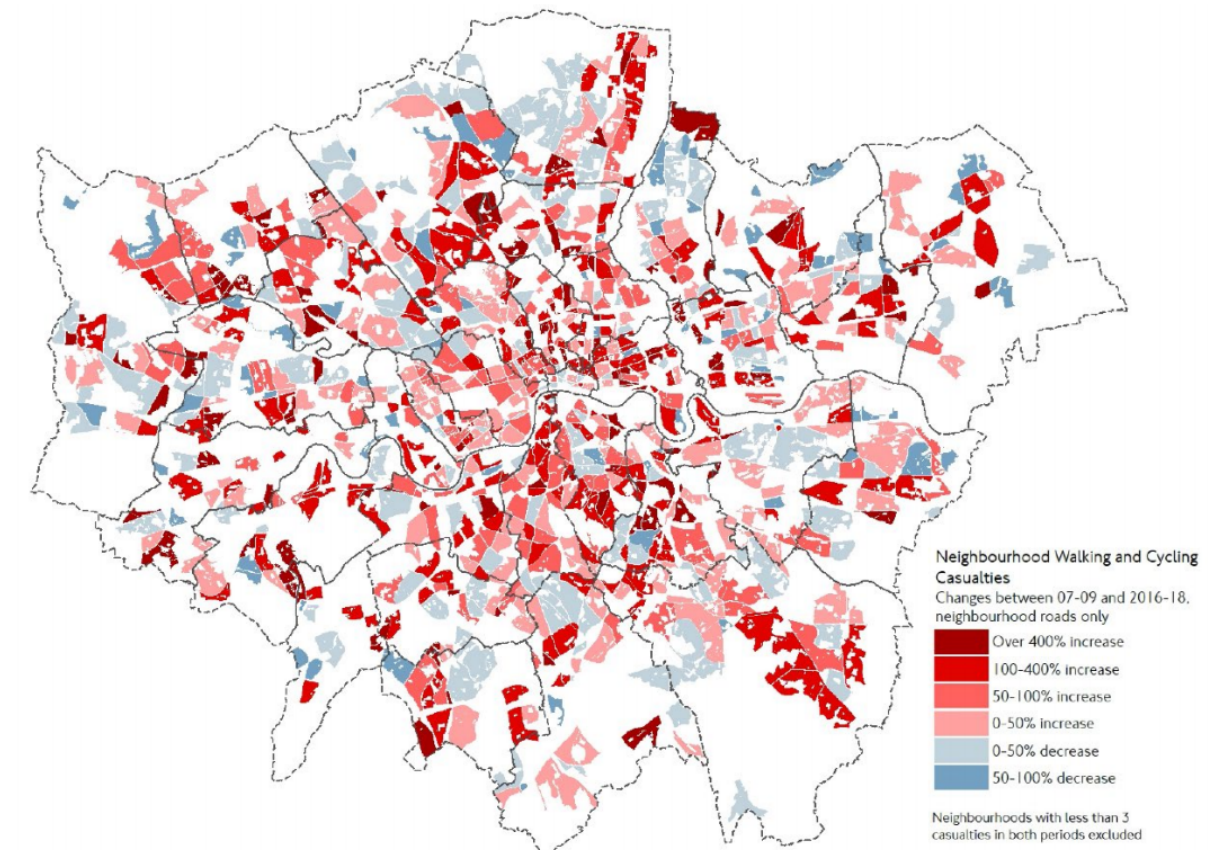 Neighbourhood Walking and Cycling
Casualties
Changes between 07-09 and 2016-18,
neighbourhood roads only
Over 400% increase
100-400% increase
50-100% increase
0-50% increase
0-50% decrease
50-100% decrease
Neighbourhoods with less than 3
casualties in both periods excluded